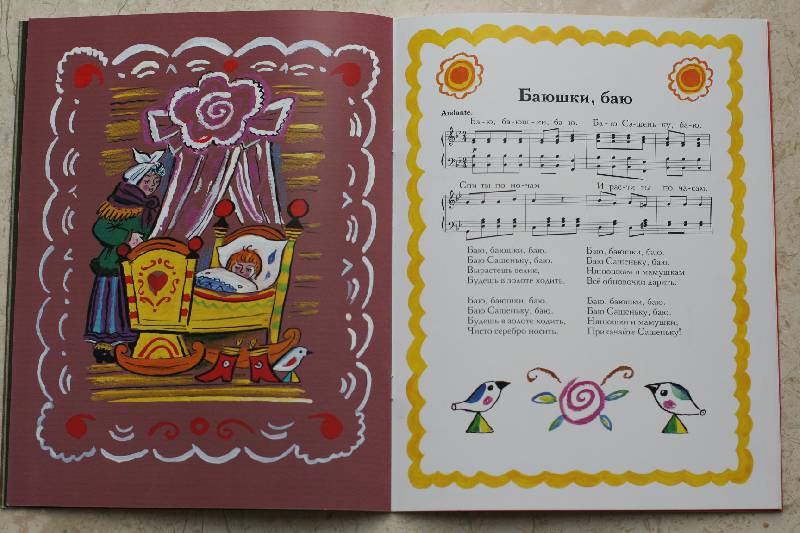 Баюшки, баю
Andante.
Ба-ю, ба-юш-ки, ба-ю. Ба-ю Са-шень-ку, ба-ю.
Спи ты по но-чам И рас-ти ты по ча-сам.
Баю, баюшки, баю.
Баю Сашеньку, баю.
Вырастешь велик,
Будешь в золоте ходить.
Баю, баюшки, баю.
Баю Сашеньку, баю.
Будешь в золоте ходить,
Чисто серебро носить.
Баю, баюшки, баю.
Баю Сашеньку, баю.
Нянюшкам и мамушкам
Всё обновочки дарить.
Баю, баюшки, баю.
Баю Сашеньку, баю.
Нянюшки и мамушки,
Прикачайте Сашеньку!